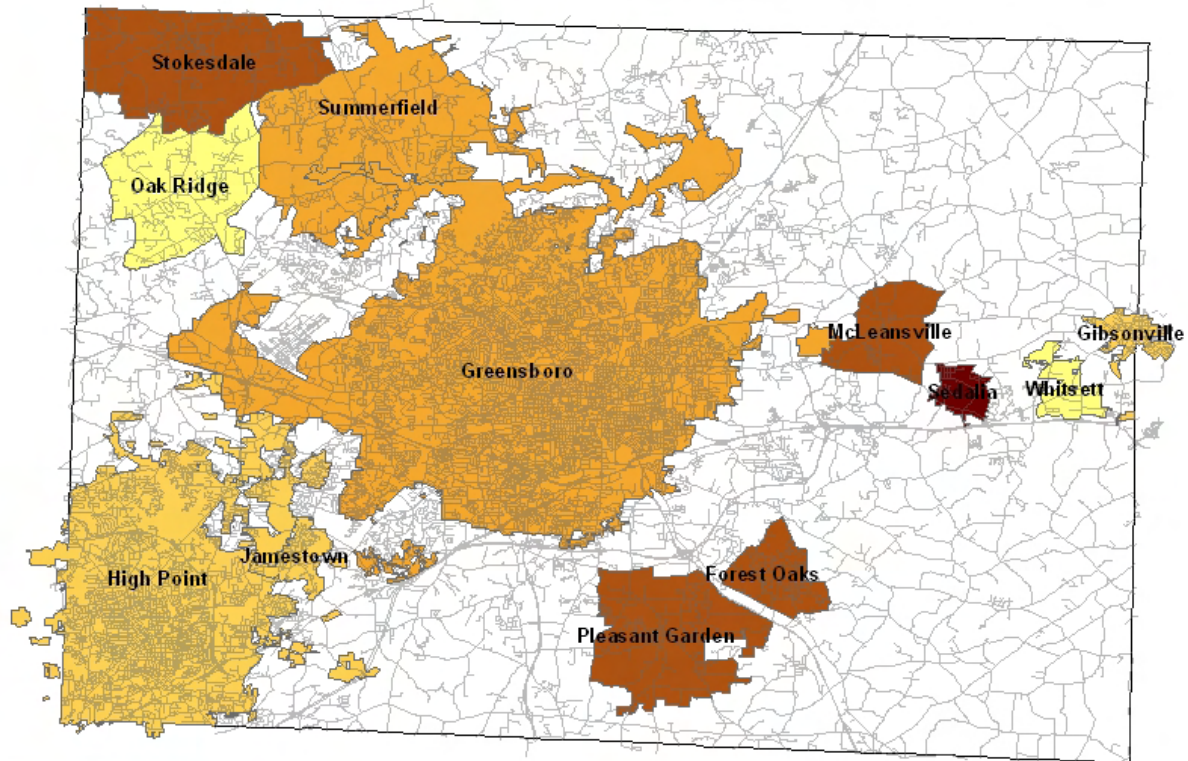 Stokesdale
Summerfield
Oak Ridge
McLeansville
Gibsonville
Greensboro
Sedalia
Whitsett
Jamestown
High Point
Forest Oaks
Pleasant Garden